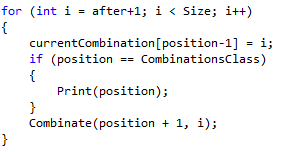 for (int i = after+1; i < Size; i++)
{
    currentCombination[position-1] = i;
    if (position == CombinationsClass)
    {
        Print(position);
    }
    Combinate(position + 1, i);
}